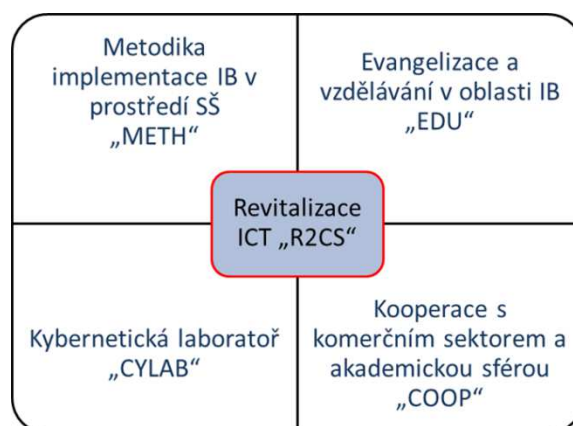 Metodika
implementace IB v
prostředí SŠ
„METH“
Evangelizace a
vzdělávání v oblasti IB
„EDU“
Revitalizace
ICT „R2CS“
Kybernetická laboratoř
„CYLAB“
Kooperace s
komerčním sektorem a
akademickou sférou
„COOP“